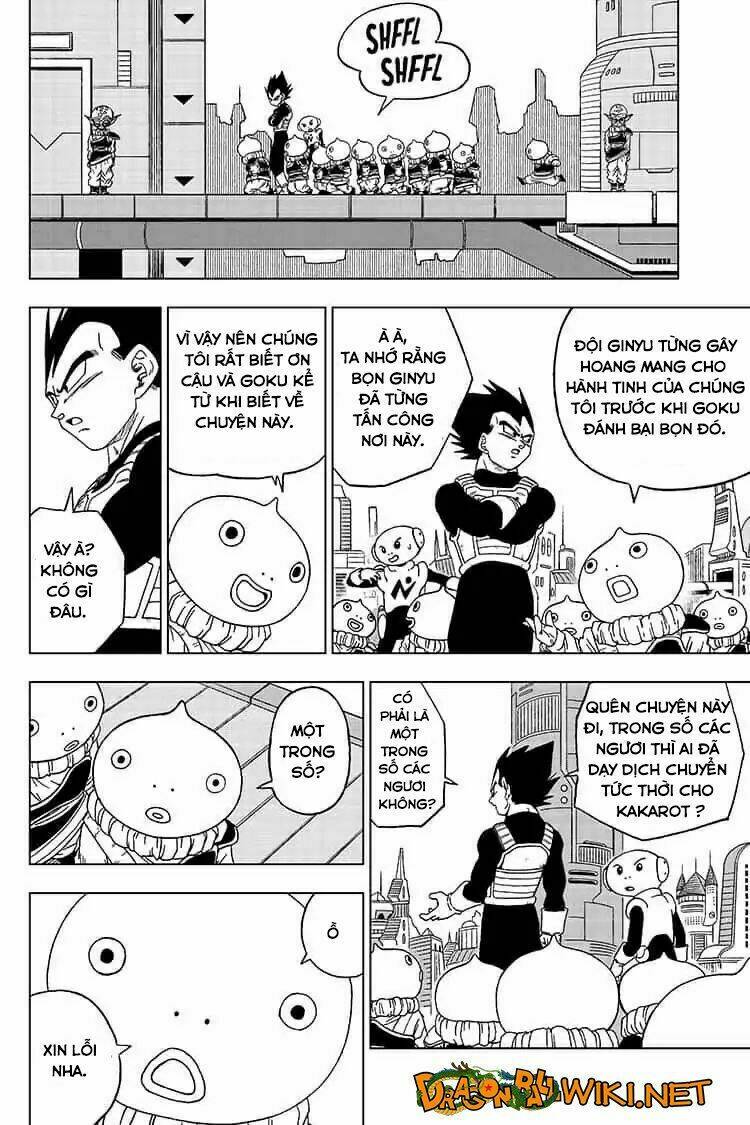 SHFFL
SHFFL
ĐỘI GINYU TỪNG GÂY
HOANG MANG CHO
HÀNH TINH CỦA CHÚNG
TÔI TRƯỚC KHI GOKU
ĐÁNH BẠI BỌN ĐÓ.
À À,
TA NHỚ RẰNG
BỌN GINYU
ĐÃ TỪNG
TẤN CÔNG
NƠI NÀY.
VÌ VẬY NÊN CHÚNG
TÔI RẤT BIẾT ƠN
CẬU VÀ GOKU KỂ
TỪ KHI BIẾT VỀ
CHUYỆN NÀY.
VẬY À?
KHÔNG
CÓ GÌ
ĐÂU.
QUÊN CHUYỆN NÀY
ĐI, TRONG SỐ CÁC
NGƯƠI THÌ AI ĐÃ
DẠY DỊCH CHUYỂN
TỨC THỜI CHO
KAKAROT ?
CÓ
PHẢI LÀ
MỘT
TRONG
SỐ CÁC
NGƯƠI
KHÔNG?
MỘT
TRONG
SỐ?
Ồ
XIN LỖI
NHA.
DRAGON BALL WIKI.NET